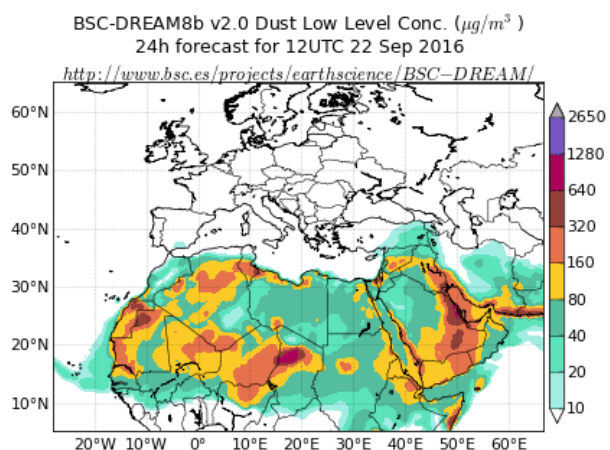 BSC-DREAM8b v2.0 Dust Low Level Conc. (μg/m³ )
24h forecast for 12UTC 22 Sep 2016
http://www.bsc.es/projects/earthscience/BSC−DREAM/
60°N
50°N
40°N
30°N
20°N
10°N
20°W 10°W 0° 10°E 20°E 30°E 40°E 50°E 60°E
2650
1280
640
320
160
80
40
20
10